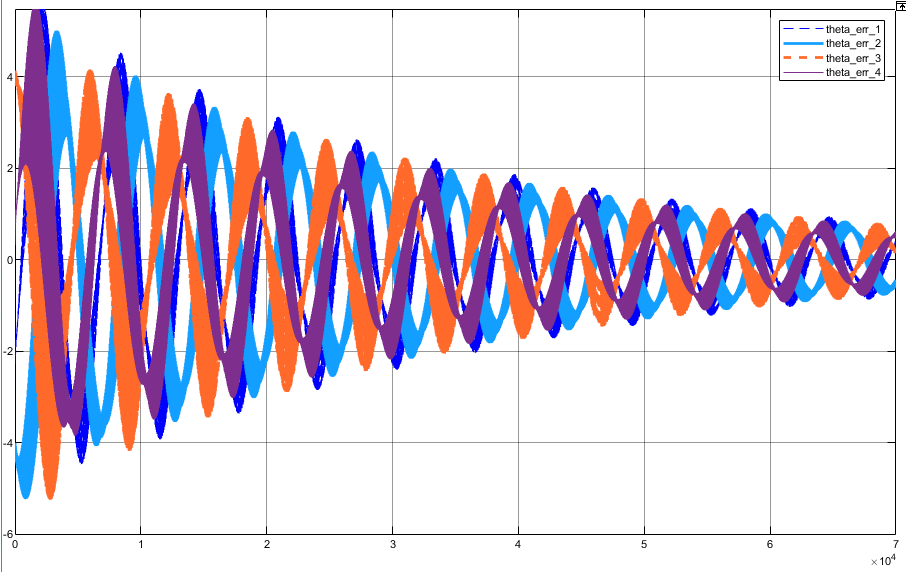 theta_err_1
theta_err_2
theta_err_3
theta_err_4
4
2
0
-2
-4
-6
0 1 2 3 4 5 6 7
×10⁴